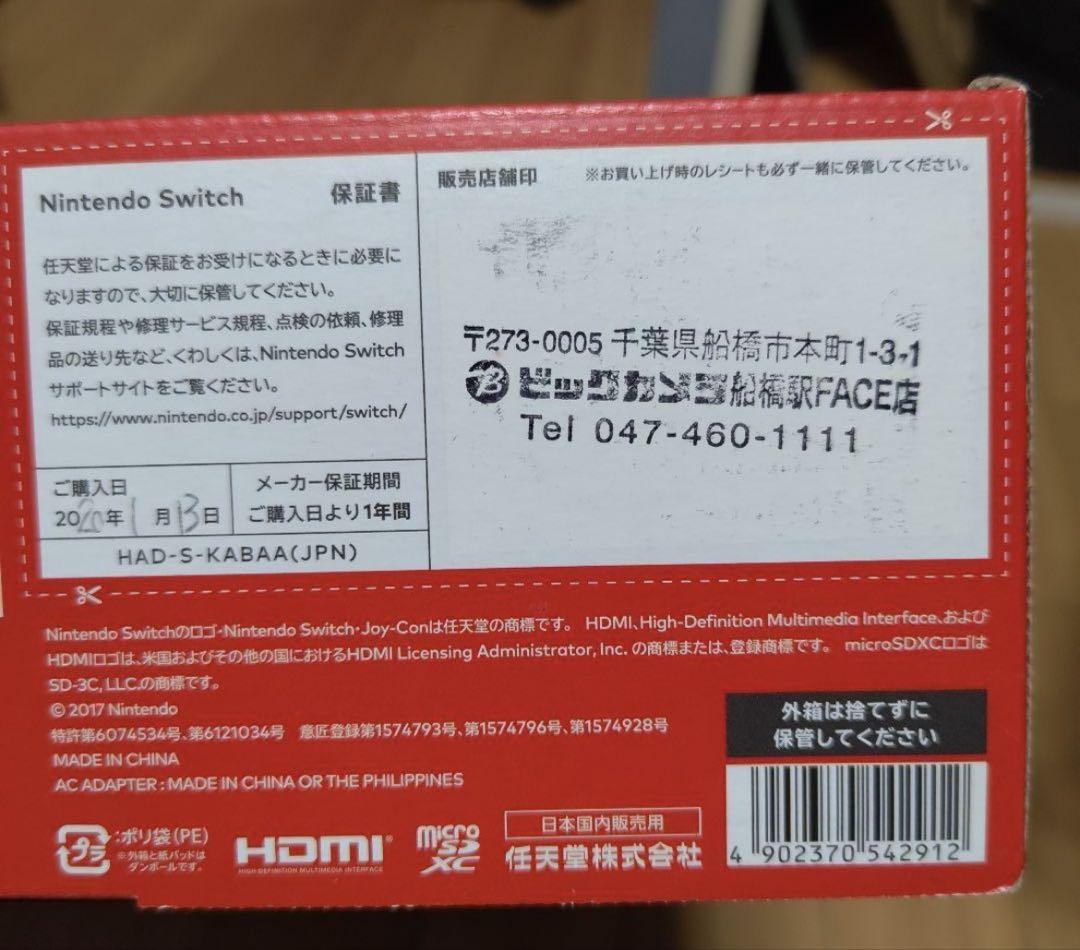 Nintendo Switch 保証書
任天堂による保証をお受けになるときに必要に
なりますので、大切に保管してください。
保証規程や修理サービス規程、点検の依頼、修理
品の送り先など、くわしくは、Nintendo Switch
サポートサイトをご覧ください。
https://www.nintendo.co.jp/support/switch/
ご購入日
2020年1月13日
メーカー保証期間
ご購入日より1年間
HAD-S-KABAA(JPN)
販売店舗印 ※お買い上げ時のレシートも必ず一緒に保管してください。
〒273-0005 千葉県船橋市本町1-3-1
ビックカメラ船橋駅FACE店
Tel 047-460-1111
Nintendo Switchのロゴ・Nintendo Switch・Joy-Conは任天堂の商標です。 HDMI、High-Definition Multimedia Interface、および
HDMIロゴは、米国およびその他の国におけるHDMI Licensing Administrator, Inc. の商標または、登録商標です。 microSDXCロゴは
SD-3C, LLC.の商標です。
© 2017 Nintendo
特許第6074534号、第6121034号 意匠登録第1574793号、第1574796号、第1574928号
MADE IN CHINA
AC ADAPTER : MADE IN CHINA OR THE PHILIPPINES
外箱は捨てずに
保管してください
プラ
:ポリ袋(PE)
※外箱と紙パッドは
ダンボールです。
HDMI®
HIGH-DEFINITION MULTIMEDIA INTERFACE
micro
SD
XC
日本国内販売用
任天堂株式会社
4 902370 542912